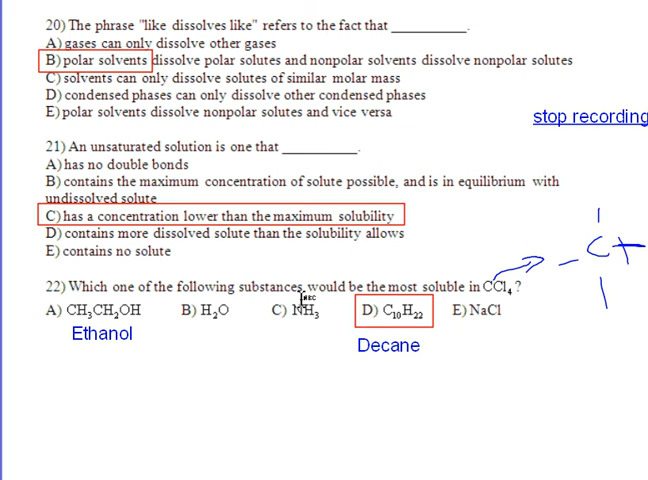 20) The phrase "like dissolves like" refers to the fact that __________.
A) gases can only dissolve other gases
B) polar solvents dissolve polar solutes and nonpolar solvents dissolve nonpolar solutes
C) solvents can only dissolve solutes of similar molar mass
D) condensed phases can only dissolve other condensed phases
E) polar solvents dissolve nonpolar solutes and vice versa
stop recording
21) An unsaturated solution is one that __________.
A) has no double bonds
B) contains the maximum concentration of solute possible, and is in equilibrium with
undissolved solute
C) has a concentration lower than the maximum solubility
D) contains more dissolved solute than the solubility allows
E) contains no solute
C
22) Which one of the following substances would be the most soluble in CCl₄?
REC
A) CH₃CH₂OH B) H₂O C) NH₃ D) C₁₀H₂₂ E) NaCl
Ethanol
Decane